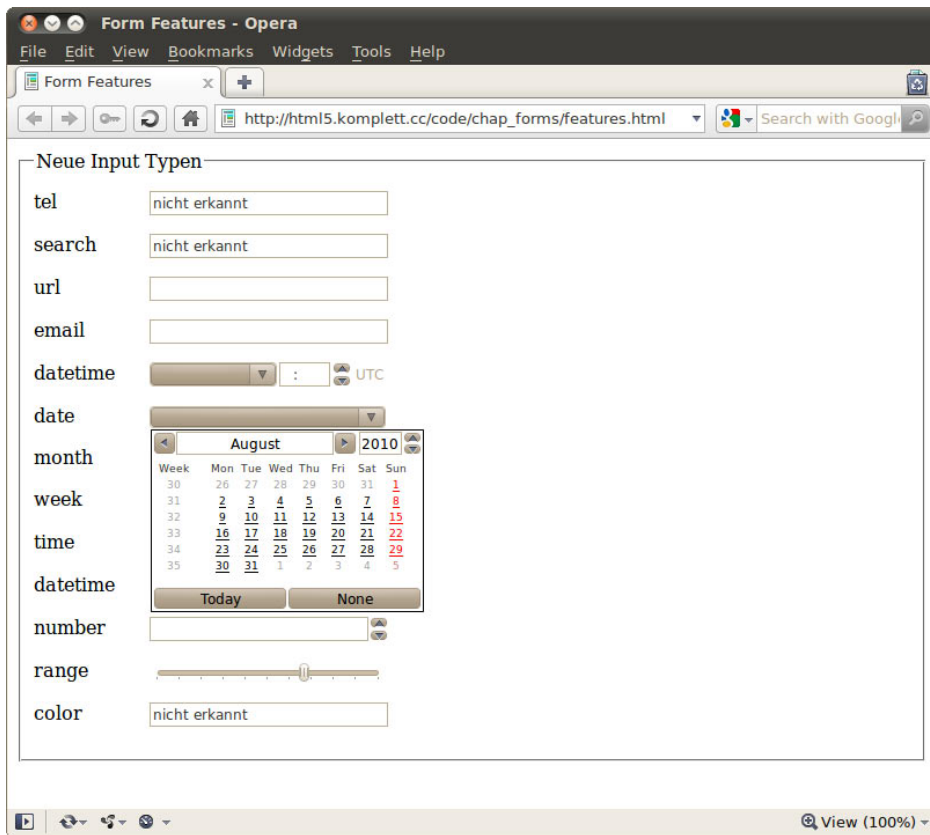 Form Features - Opera
File Edit View Bookmarks Widgets Tools Help
Form Features x
http://html5.komplett.cc/code/chap_forms/features.html Search with Googl
Neue Input Typen
tel nicht erkannt
search nicht erkannt
url
email
datetime : UTC
date
August 2010
month
Week Mon Tue Wed Thu Fri Sat Sun
30 26 27 28 29 30 31 1
week
31 2 3 4 5 6 7 8
32 9 10 11 12 13 14 15
time
33 16 17 18 19 20 21 22
34 23 24 25 26 27 28 29
35 30 31 1 2 3 4 5
datetime
Today None
number
range
color nicht erkannt
View (100%)